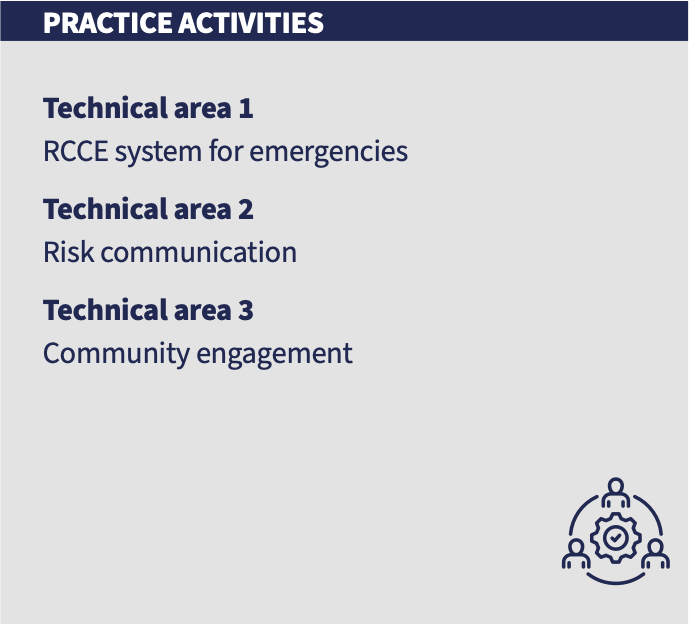 PRACTICE ACTIVITIES
Technical area 1
RCCE system for emergencies
Technical area 2
Risk communication
Technical area 3
Community engagement